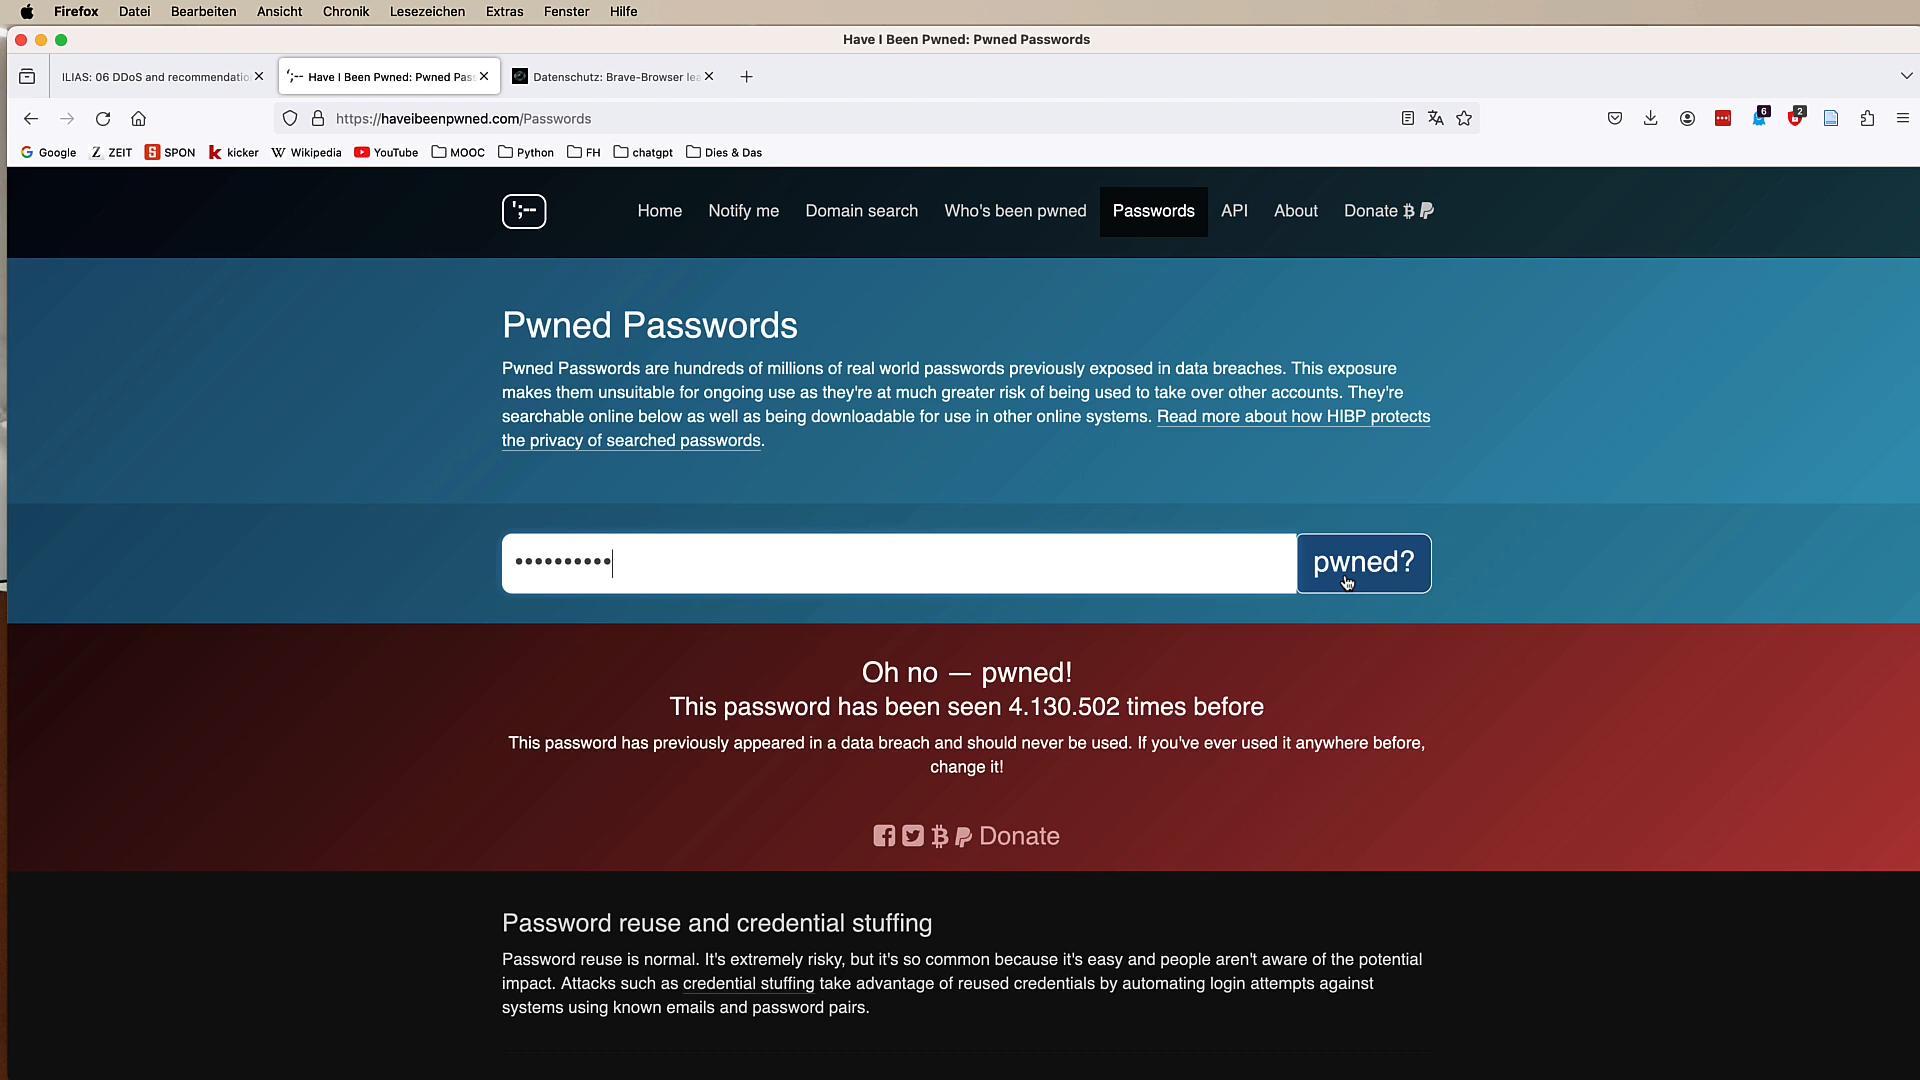 Firefox Datei Bearbeiten Ansicht Chronik Lesezeichen Extras Fenster Hilfe
Have I Been Pwned: Pwned Passwords
ILIAS: 06 DDoS and recommendatio
';-- Have I Been Pwned: Pwned Pas
Datenschutz: Brave-Browser lea
https://haveibeenpwned.com/Passwords
6
2
Google ZEIT SPON kicker Wikipedia YouTube MOOC Python FH chatgpt Dies & Das
';--
Home Notify me Domain search Who's been pwned Passwords API About Donate
Pwned Passwords
Pwned Passwords are hundreds of millions of real world passwords previously exposed in data breaches. This exposure
makes them unsuitable for ongoing use as they're at much greater risk of being used to take over other accounts. They're
searchable online below as well as being downloadable for use in other online systems. Read more about how HIBP protects
the privacy of searched passwords.
••••••••••
pwned?
Oh no — pwned!
This password has been seen 4.130.502 times before
This password has previously appeared in a data breach and should never be used. If you've ever used it anywhere before,
change it!
Donate
Password reuse and credential stuffing
Password reuse is normal. It's extremely risky, but it's so common because it's easy and people aren't aware of the potential
impact. Attacks such as credential stuffing take advantage of reused credentials by automating login attempts against
systems using known emails and password pairs.